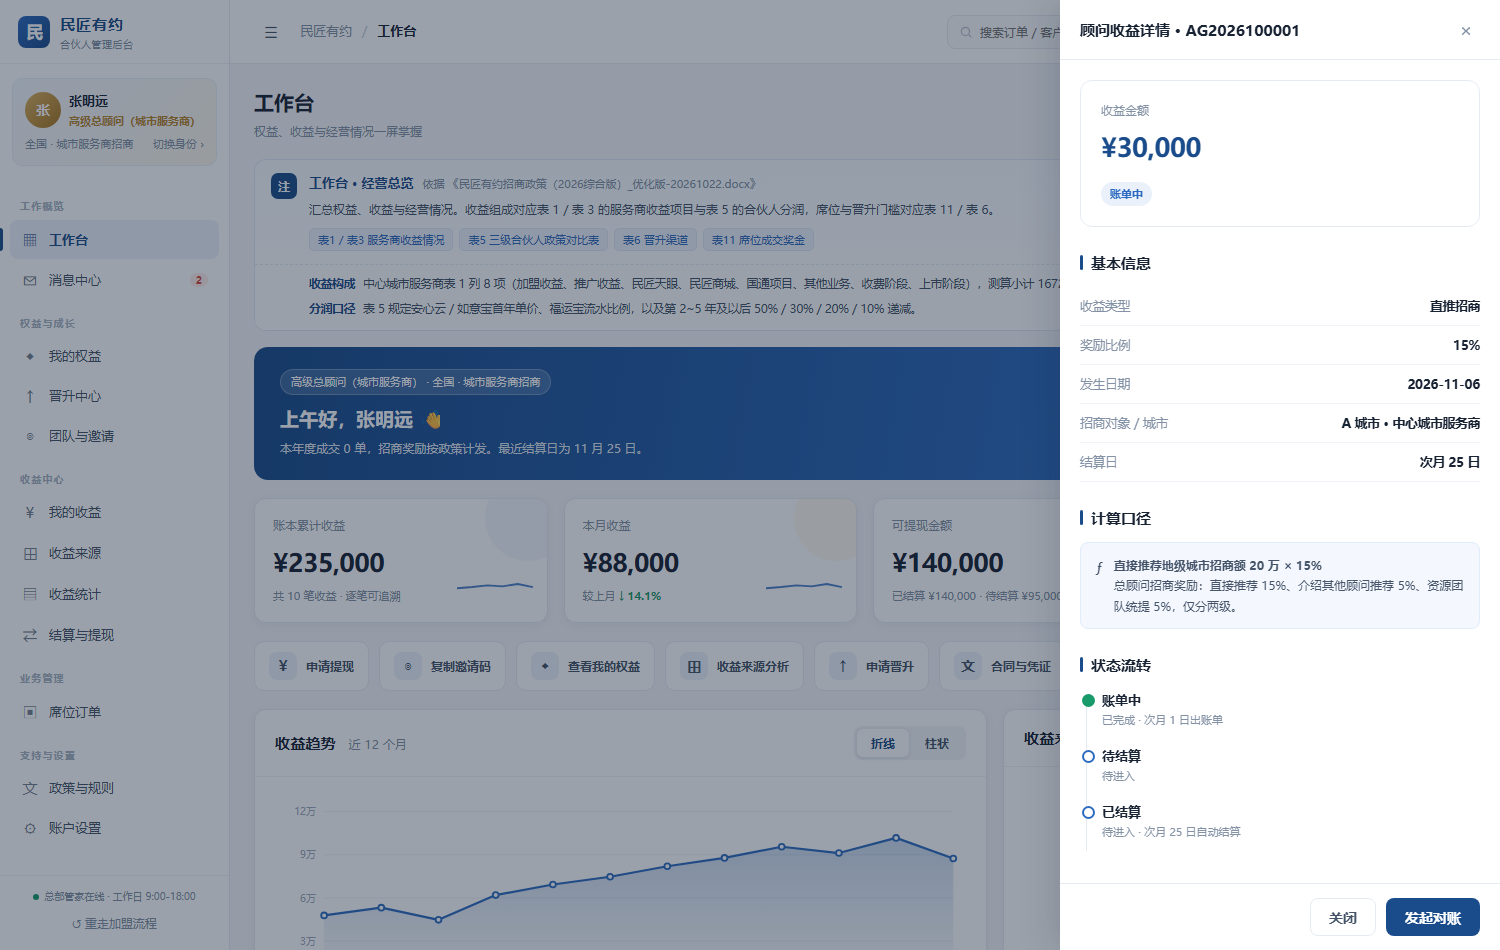 民
民匠有约
合伙人管理后台
张
张明远
高级总顾问（城市服务商）
全国 · 城市服务商招商
切换身份 ›
工作概览
工作台
消息中心
2
权益与成长
我的权益
晋升中心
团队与邀请
收益中心
我的收益
收益来源
收益统计
结算与提现
业务管理
席位订单
支持与设置
政策与规则
账户设置
总部管家在线 · 工作日 9:00-18:00
↺ 重走加盟流程
民匠有约 / 工作台
搜索订单 / 客户
工作台
权益、收益与经营情况一屏掌握
注
工作台 • 经营总览 依据《民匠有约招商政策（2026综合版）_优化版-20261022.docx》
汇总权益、收益与经营情况。收益组成对应表 1 / 表 3 的服务商收益项目与表 5 的合伙人分润，席位与晋升门槛对应表 11 / 表 6。
表1 / 表3 服务商收益情况
表5 三级合伙人政策对比表
表6 晋升渠道
表11 席位成交奖金
收益构成 中心城市服务商表 1 列 8 项（加盟收益、推广收益、民匠天眼、民匠商城、国通项目、其他业务、收费阶段、上市阶段），测算小计 167
分润口径 表 5 规定安心云 / 如意宝首年单价、福运宝流水比例，以及第 2~5 年及以后 50% / 30% / 20% / 10% 递减。
高级总顾问（城市服务商） · 全国 · 城市服务商招商
上午好，张明远 👋
本年度成交 0 单，招商奖励按政策计发。最近结算日为 11 月 25 日。
账本累计收益
¥235,000
共 10 笔收益 · 逐笔可追溯
本月收益
¥88,000
较上月 ↓ 14.1%
可提现金额
¥140,000
已结算 ¥140,000 · 待结算 ¥95,000
¥ 申请提现
复制邀请码
查看我的权益
收益来源分析
↑ 申请晋升
文 合同与凭证
收益趋势 近 12 个月
折线
柱状
12万
9万
6万
3万
收益
顾问收益详情 • AG2026100001
×
收益金额
¥30,000
账单中
基本信息
收益类型 直推招商
奖励比例 15%
发生日期 2026-11-06
招商对象 / 城市 A 城市 • 中心城市服务商
结算日 次月 25 日
计算口径
ƒ 直接推荐地级城市招商额 20 万 × 15%
总顾问招商奖励：直接推荐 15%、介绍其他顾问推荐 5%、资源团
队统提 5%，仅分两级。
状态流转
账单中
已完成 · 次月 1 日出账单
待结算
待进入
已结算
待进入 · 次月 25 日自动结算
关闭
发起对账